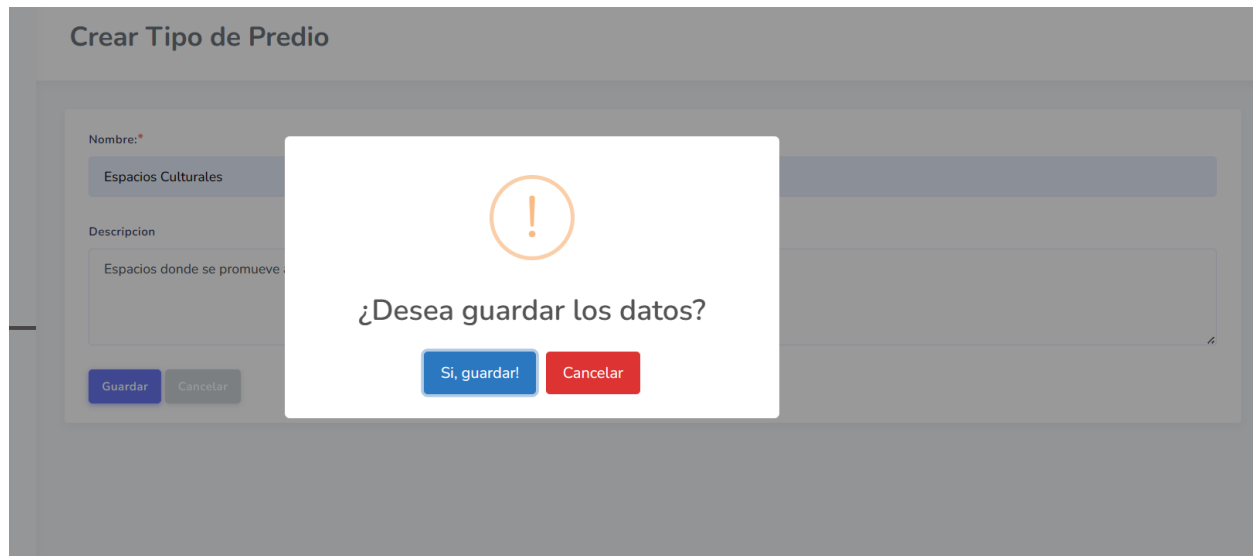 Crear Tipo de Predio
Nombre:*
Espacios Culturales
Descripcion
Espacios donde se promueve
¿Desea guardar los datos?
Si, guardar! Cancelar
Guardar Cancelar